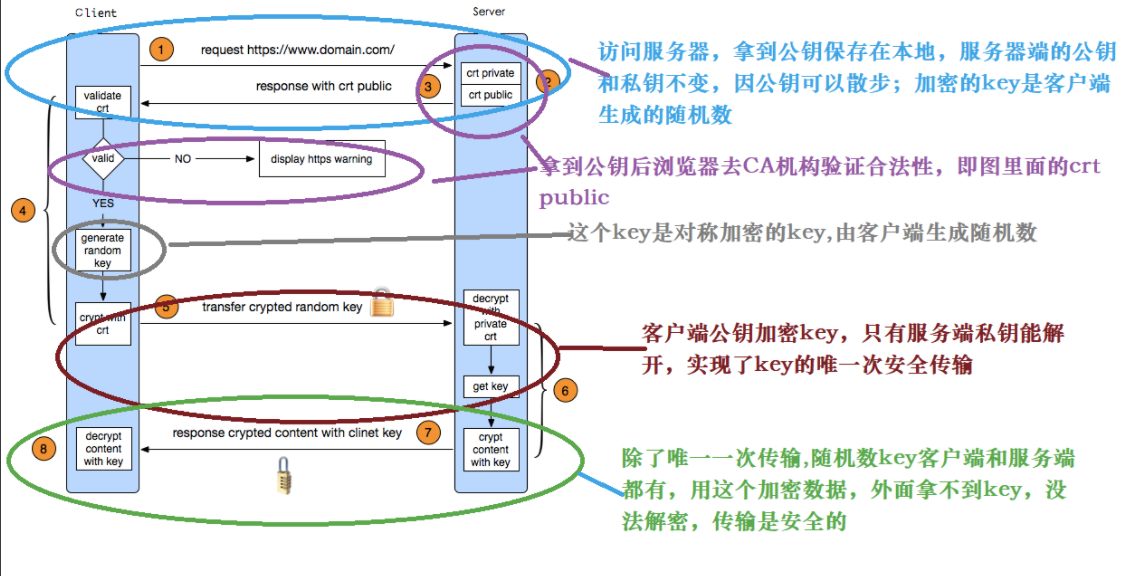 Client
Server
1
request https://www.domain.com/
访问服务器，拿到公钥保存在本地，服务器端的公钥
和私钥不变，因公钥可以散步；加密的key是客户端
生成的随机数
crt private
2
3
response with crt public
crt public
validate
crt
valid
NO
display https warning
拿到公钥后浏览器去CA机构验证合法性，即图里面的crt
public
YES
4
generate
random
key
这个key是对称加密的key,由客户端生成随机数
crypt with
crt
5
transfer crypted random key
decrypt
with
private
crt
客户端公钥加密key，只有服务端私钥能解
开，实现了key的唯一次安全传输
get key
6
8
decrypt
content
with key
response crypted content with clinet key
7
crypt
content
with key
除了唯一一次传输,随机数key客户端和服务端
都有，用这个加密数据，外面拿不到key，没
法解密，传输是安全的